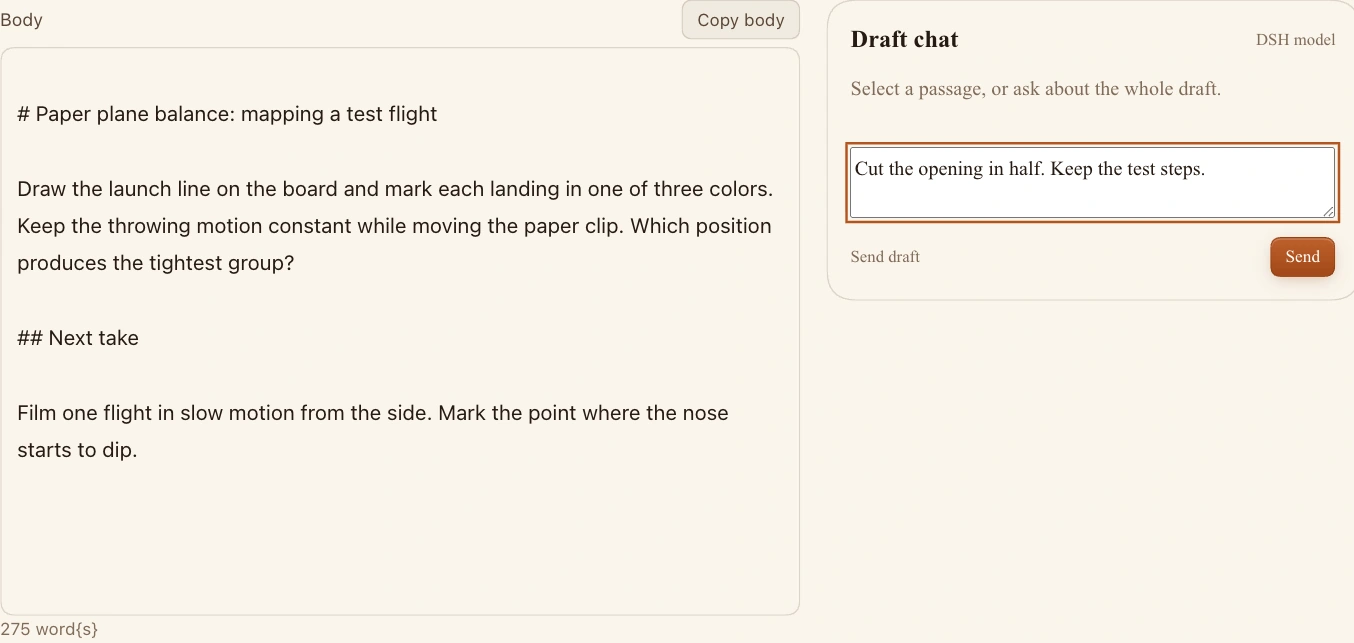 Body
Copy body
# Paper plane balance: mapping a test flight
Draw the launch line on the board and mark each landing in one of three colors.
Keep the throwing motion constant while moving the paper clip. Which position
produces the tightest group?
## Next take
Film one flight in slow motion from the side. Mark the point where the nose
starts to dip.
275 word{s}
Draft chat
DSH model
Select a passage, or ask about the whole draft.
Cut the opening in half. Keep the test steps.
Send draft
Send